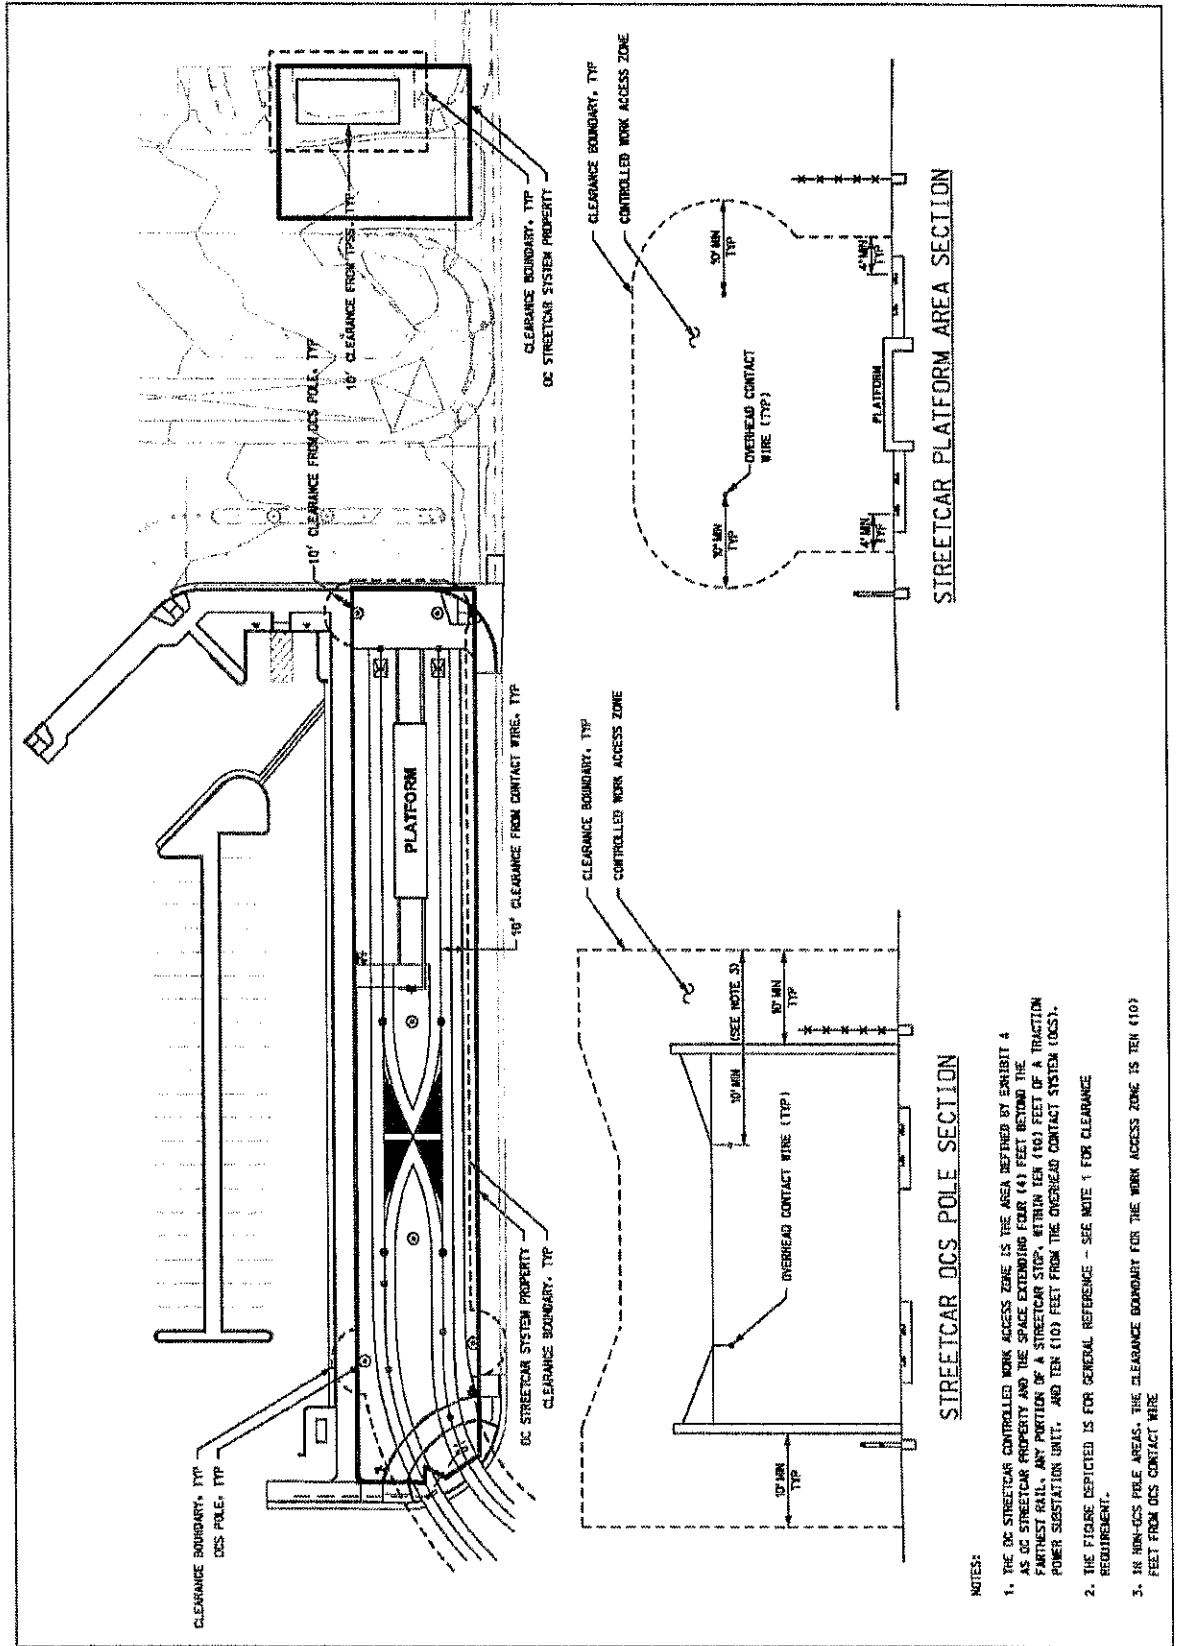 CLEARANCE BOUNDARY, TYP
OCS POLE, TYP
DC STREETCAR SYSTEM PROPERTY
CLEARANCE BOUNDARY, TYP
10' CLEARANCE FROM CONTACT WIRE, TYP
PLATFORM
10' CLEARANCE FROM OCS POLE, TYP
10' CLEARANCE FROM TPSS, TYP
CLEARANCE BOUNDARY, TYP
DC STREETCAR SYSTEM PROPERTY
CLEARANCE BOUNDARY, TYP
CONTROLLED WORK ACCESS ZONE
10' MIN
TYP
OVERHEAD CONTACT WIRE (TYP)
10' MIN
(SEE NOTE 3)
10' MIN
TYP
STREETCAR OCS POLE SECTION
CLEARANCE BOUNDARY, TYP
CONTROLLED WORK ACCESS ZONE
10' MIN
TYP
OVERHEAD CONTACT
WIRE (TYP)
10' MIN
TYP
4' MIN
TYP
PLATFORM
4' MIN
TYP
STREETCAR PLATFORM AREA SECTION
NOTES:
1. THE DC STREETCAR CONTROLLED WORK ACCESS ZONE IS THE AREA DEFINED BY EXHIBIT A
AS DC STREETCAR PROPERTY AND THE SPACE EXTENDING FOUR (4) FEET BEYOND THE
FARTHEST RAIL, ANY PORTION OF A STREETCAR STOP, WITHIN TEN (10) FEET OF A TRACTION
POWER SUBSTATION UNIT, AND TEN (10) FEET FROM THE OVERHEAD CONTACT SYSTEM (OCS).
2. THE FIGURE DEPICTED IS FOR GENERAL REFERENCE - SEE NOTE 1 FOR CLEARANCE
REQUIREMENT.
3. IN NON-OCS POLE AREAS, THE CLEARANCE BOUNDARY FOR THE WORK ACCESS ZONE IS TEN (10)
FEET FROM OCS CONTACT WIRE